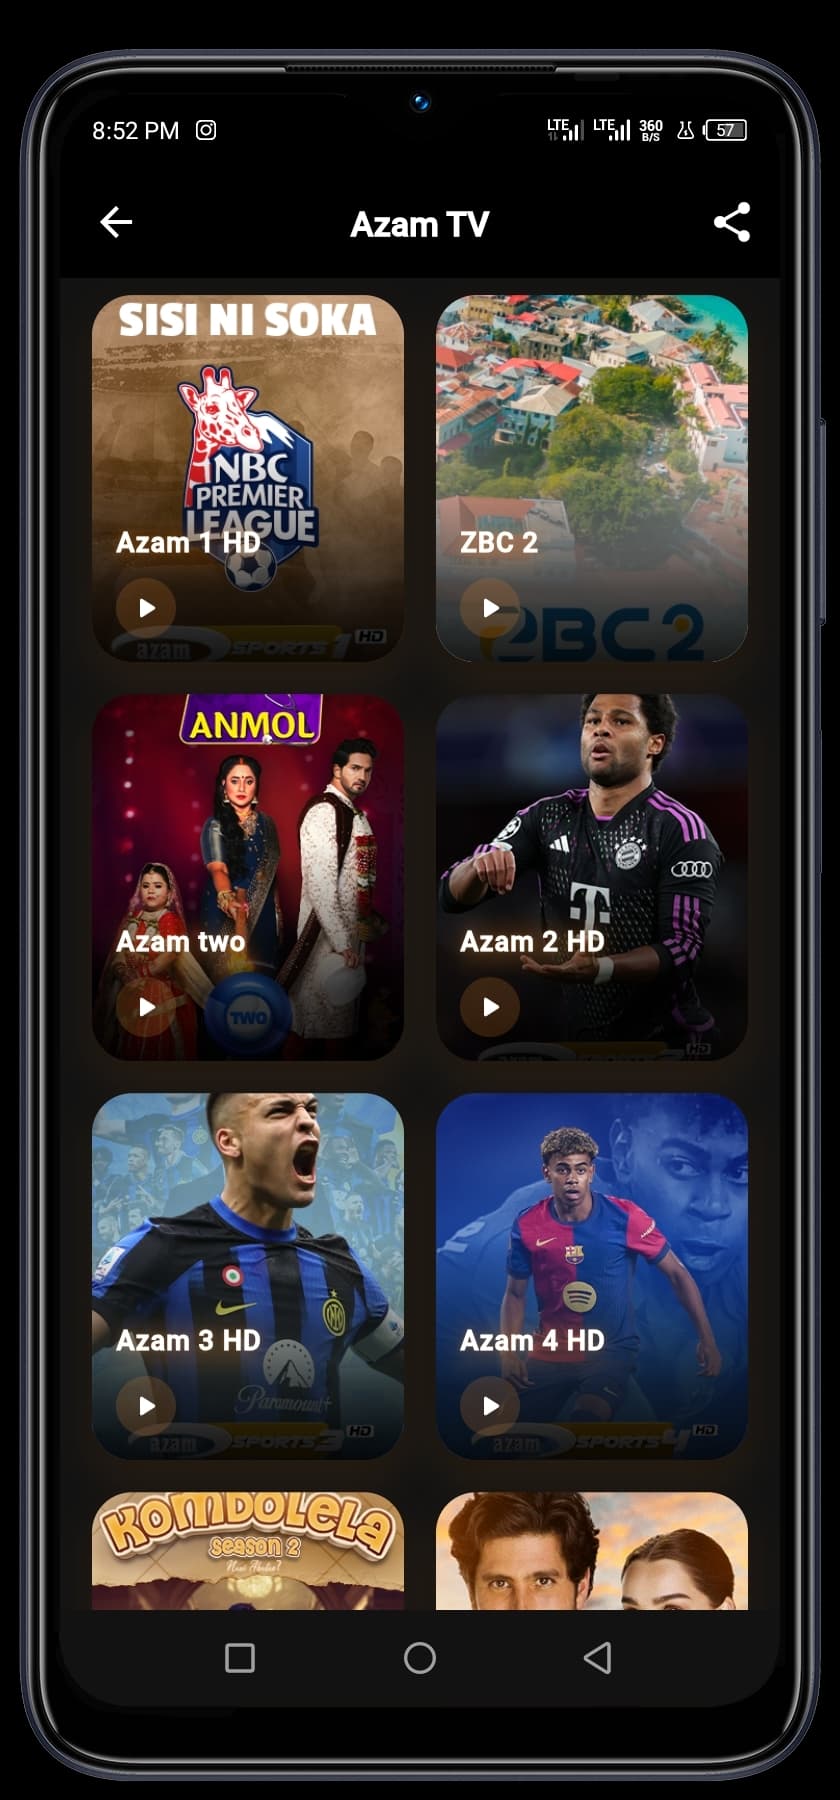 8:52 PM
LTE
LTE
360
B/S
57
Azam TV
SISI NI SOKA
NBC
PREMIER
LEAGUE
Azam 1 HD
azam SPORTS 1 HD
ZBC 2
ZBC2
ANMOL
Azam two
TWO
T
Azam 2 HD
HD
Azam 3 HD
Paramount+
azam SPORTS 3 HD
Azam 4 HD
azam SPORTS 4 HD
KOMBOLELA
Season 2